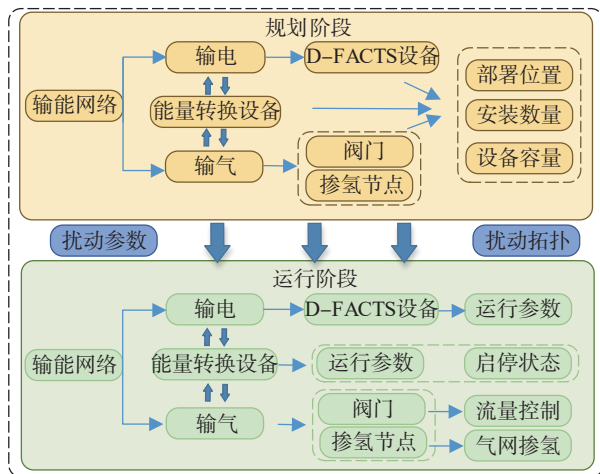 规划阶段
输电
D-FACTS设备
部署位置
输能网络
能量转换设备
安装数量
阀门
输气
设备容量
掺氢节点
扰动参数
扰动拓扑
运行阶段
输电
D-FACTS设备
运行参数
输能网络
能量转换设备
运行参数
启停状态
阀门
流量控制
输气
掺氢节点
气网掺氢